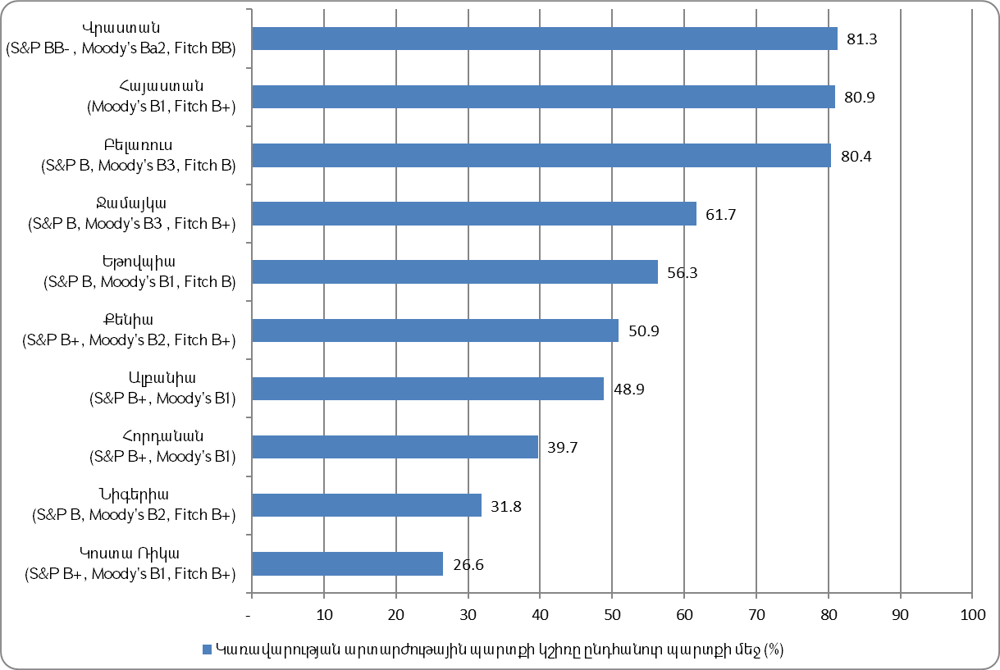 Վրաստան
(S&P BB- , Moody's Ba2, Fitch BB)
81.3
Հայաստան
(Moody's B1, Fitch B+)
80.9
Բելառուս
(S&P B, Moody's B3, Fitch B)
80.4
Ջամայկա
(S&P B, Moody's B3 , Fitch B+)
61.7
Եթովպիա
(S&P B, Moody's B1, Fitch B)
56.3
Քենիա
(S&P B+, Moody's B2, Fitch B+)
50.9
Ալբանիա
(S&P B+, Moody's B1)
48.9
Հորդանան
(S&P B+, Moody's B1)
39.7
Նիգերիա
(S&P B, Moody's B2, Fitch B+)
31.8
Կոստա Ռիկա
(S&P B+, Moody's B1, Fitch B+)
26.6
- 10 20 30 40 50 60 70 80 90 100
Կառավարության արտարժութային պարտքի կշիռը ընդհանուր պարտքի մեջ (%)